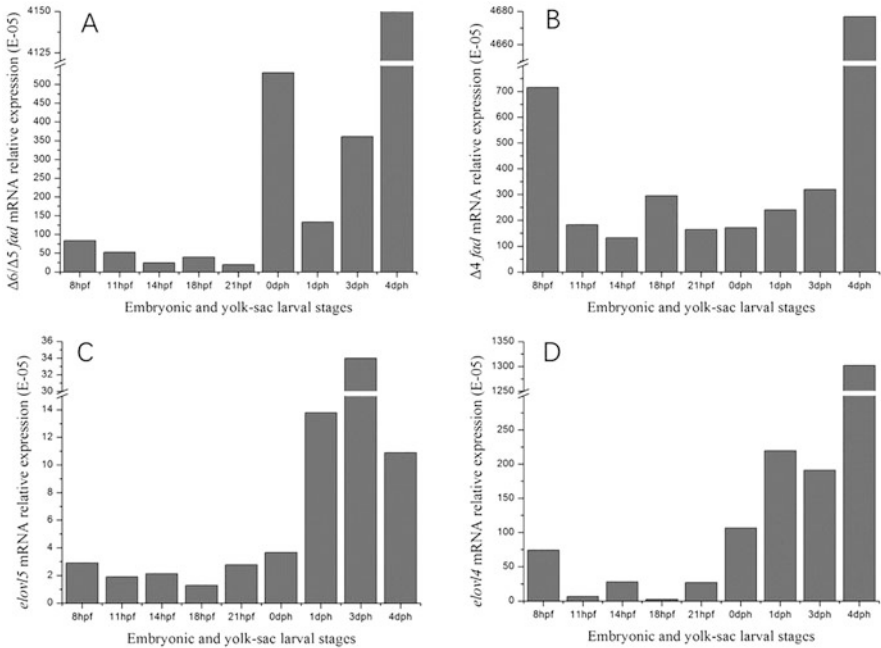 A
Δ6/Δ5 fad mRNA relative expression (E-05)
4150
4125
500
450
400
350
300
250
200
150
100
50
0
8hpf 11hpf 14hpf 18hpf 21hpf 0dph 1dph 3dph 4dph
Embryonic and yolk-sac larval stages
B
Δ4 fad mRNA relative expression (E-05)
4680
4660
700
600
500
400
300
200
100
0
8hpf 11hpf 14hpf 18hpf 21hpf 0dph 1dph 3dph 4dph
Embryonic and yolk-sac larval stages
C
elovl5 mRNA relative expression (E-05)
36
34
32
30
14
12
10
8
6
4
2
0
8hpf 11hpf 14hpf 18hpf 21hpf 0dph 1dph 3dph 4dph
Embryonic and yolk-sac larval stages
D
elovl4 mRNA relative expression (E-05)
1350
1300
1250
250
200
150
100
50
0
8hpf 11hpf 14hpf 18hpf 21hpf 0dph 1dph 3dph 4dph
Embryonic and yolk-sac larval stages